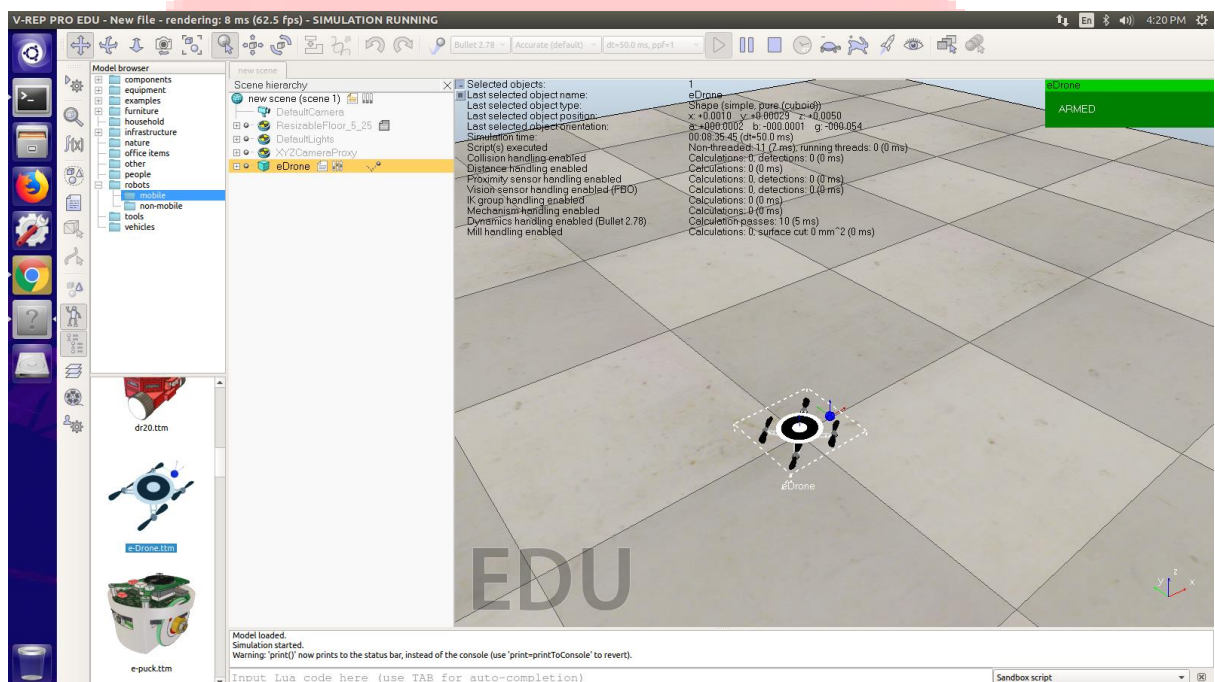 V-REP PRO EDU - New file - rendering: 8 ms (62.5 fps) - SIMULATION RUNNING
En
4:20 PM
Bullet 2.78
Accurate (default)
dt=50.0 ms, ppf=1
Model browser
components
equipment
examples
furniture
household
infrastructure
nature
office items
other
people
robots
mobile
non-mobile
tools
vehicles
dr20.ttm
e-Drone.ttm
e-puck.ttm
f(x)
new scene
Scene hierarchy
new scene (scene 1)
DefaultCamera
ResizableFloor_5_25
DefaultLights
XYZCameraProxy
eDrone
Selected objects: 1
Last selected object name: eDrone
Last selected object type: Shape (simple, pure (cuboid))
Last selected object position: x: +0.0010 y: +0.00029 z: +0.0050
Last selected object orientation: a: +000.0002 b: -000.0001 g: -000.054
Simulation time: 00:08:35.45 (dt=50.0 ms)
Script(s) executed Non-threaded: 11 (7 ms), running threads: 0 (0 ms)
Collision handling enabled Calculations: 0, detections: 0 (0 ms)
Distance handling enabled Calculations: 0 (0 ms)
Proximity sensor handling enabled Calculations: 0, detections: 0 (0 ms)
Vision sensor handling enabled (FBO) Calculations: 0, detections: 0 (0 ms)
IK group handling enabled Calculations: 0 (0 ms)
Mechanism handling enabled Calculations: 0 (0 ms)
Dynamics handling enabled (Bullet 2.78) Calculation passes: 10 (5 ms)
Mill handling enabled Calculations: 0, surface cut: 0 mm^2 (0 ms)
eDrone
ARMED
eDrone
EDU
y z x
Model loaded.
Simulation started.
Warning: 'print()' now prints to the status bar, instead of the console (use 'print=printToConsole' to revert).
Input Lua code here (use TAB for auto-completion)
Sandbox script